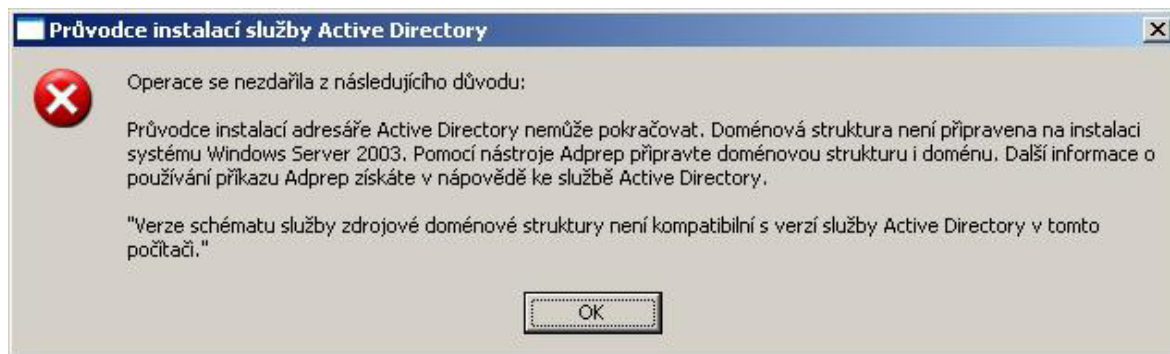 Průvodce instalací služby Active Directory
Operace se nezdařila z následujícího důvodu:
Průvodce instalací adresáře Active Directory nemůže pokračovat. Doménová struktura není připravena na instalaci
systému Windows Server 2003. Pomocí nástroje Adprep připravte doménovou strukturu i doménu. Další informace o
používání příkazu Adprep získáte v nápovědě ke službě Active Directory.
"Verze schématu služby zdrojové doménové struktury není kompatibilní s verzí služby Active Directory v tomto
počítači."
OK